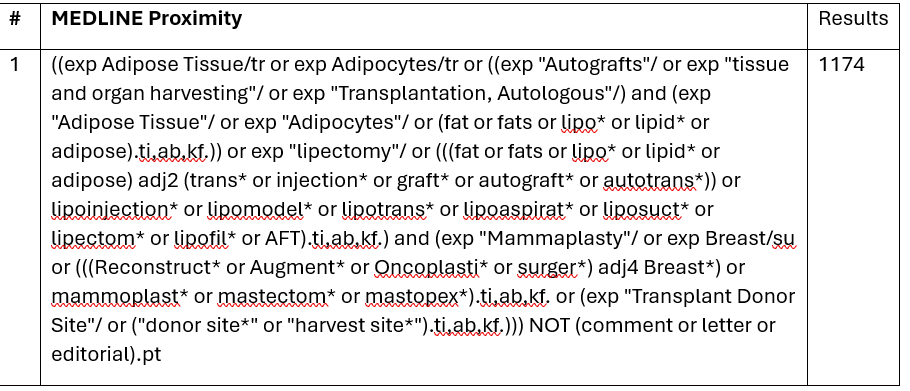 # MEDLINE Proximity Results
1 ((exp Adipose Tissue/tr or exp Adipocytes/tr or ((exp "Autografts"/ or exp "tissue 1174
and organ harvesting"/ or exp "Transplantation, Autologous"/) and (exp
"Adipose Tissue"/ or exp "Adipocytes"/ or (fat or fats or lipo* or lipid* or
adipose).ti,ab,kf.)) or exp "lipectomy"/ or (((fat or fats or lipo* or lipid* or
adipose) adj2 (trans* or injection* or graft* or autograft* or autotrans*)) or
lipoinjection* or lipomodel* or lipotrans* or lipoaspirat* or liposuct* or
lipectom* or lipofil* or AFT).ti,ab,kf.) and (exp "Mammaplasty"/ or exp Breast/su
or (((Reconstruct* or Augment* or Oncoplasti* or surger*) adj4 Breast*) or
mammoplast* or mastectom* or mastopex*).ti,ab,kf. or (exp "Transplant Donor
Site"/ or ("donor site*" or "harvest site*").ti,ab,kf.))) NOT (comment or letter or
editorial).pt